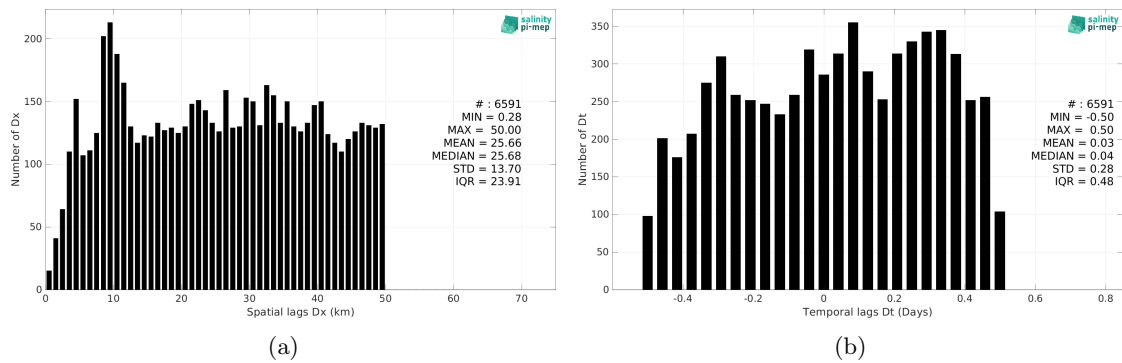 salinity
pi-mep
200
150
100
50
0
Number of Dx
# : 6591
MIN = 0.28
MAX = 50.00
MEAN = 25.66
MEDIAN = 25.68
STD = 13.70
IQR = 23.91
0 10 20 30 40 50 60 70
Spatial lags Dx (km)
(a)
salinity
pi-mep
350
300
250
200
150
100
50
0
Number of Dt
# : 6591
MIN = -0.50
MAX = 0.50
MEAN = 0.03
MEDIAN = 0.04
STD = 0.28
IQR = 0.48
-0.4 -0.2 0 0.2 0.4 0.6 0.8
Temporal lags Dt (Days)
(b)